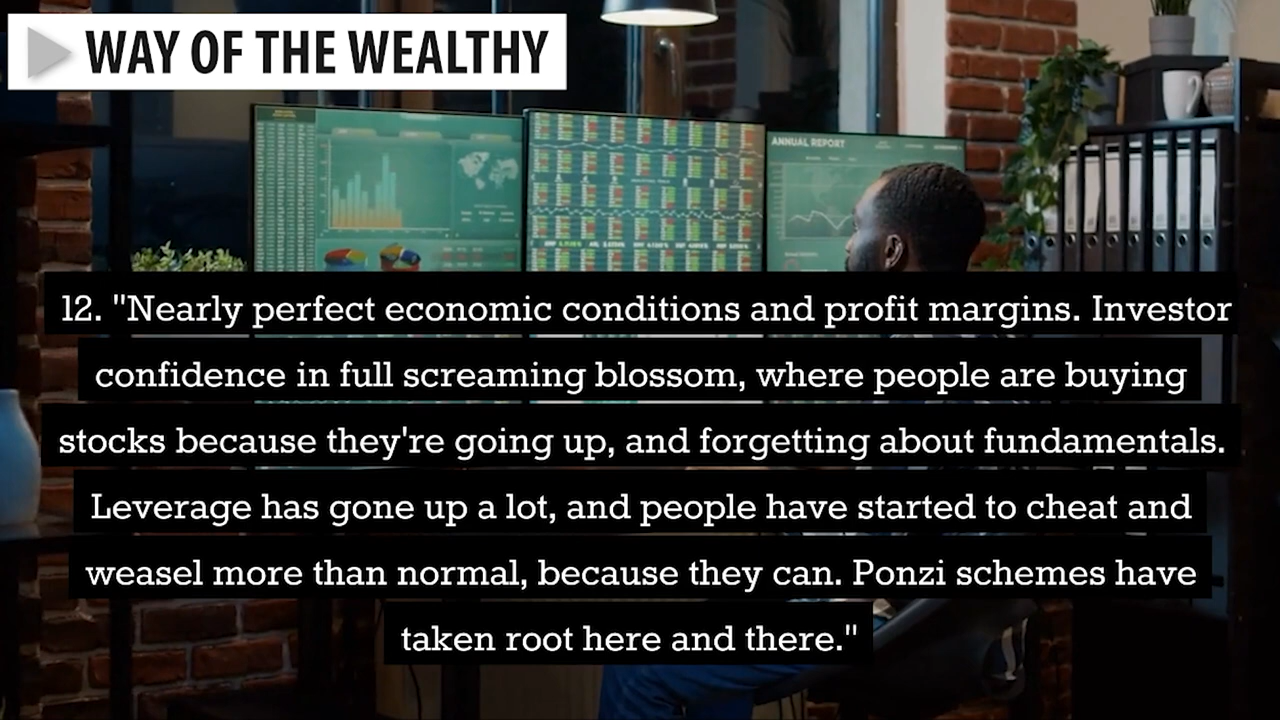 WAY OF THE WEALTHY
ANNUAL REPORT
12. "Nearly perfect economic conditions and profit margins. Investor
confidence in full screaming blossom, where people are buying
stocks because they're going up, and forgetting about fundamentals.
Leverage has gone up a lot, and people have started to cheat and
weasel more than normal, because they can. Ponzi schemes have
taken root here and there."